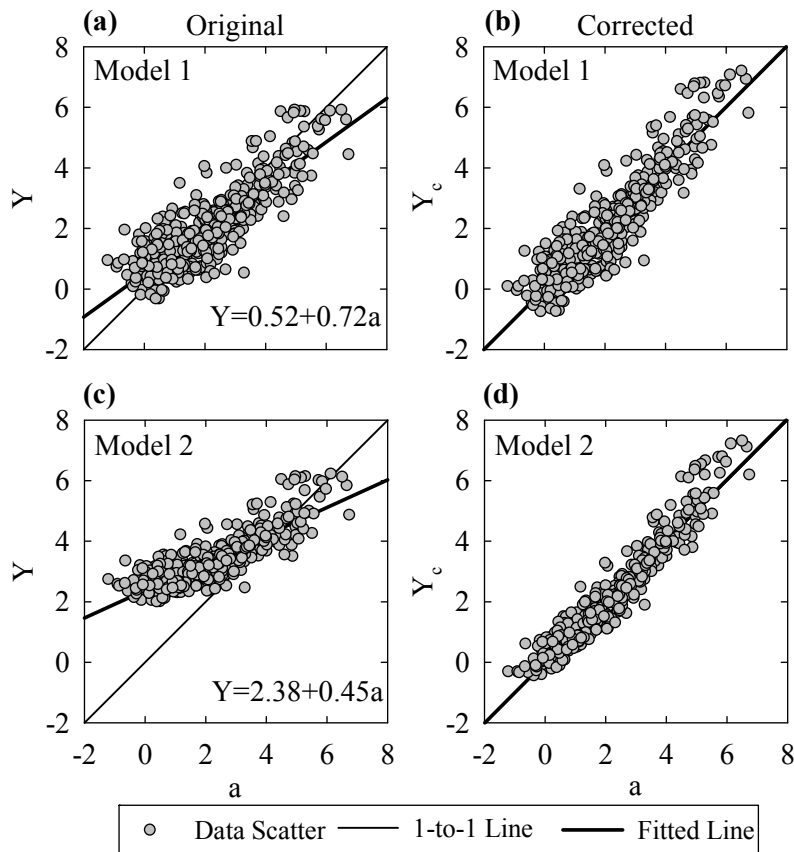 (a) Original
(b) Corrected
Model 1
Model 1
8
6
4
2
0
-2
Y
Y=0.52+0.72a
8
6
4
2
0
-2
Yc
(c)
(d)
Model 2
Model 2
8
6
4
2
0
-2
Y
Y=2.38+0.45a
-2 0 2 4 6 8
a
8
6
4
2
0
-2
Yc
-2 0 2 4 6 8
a
Data Scatter 1-to-1 Line Fitted Line